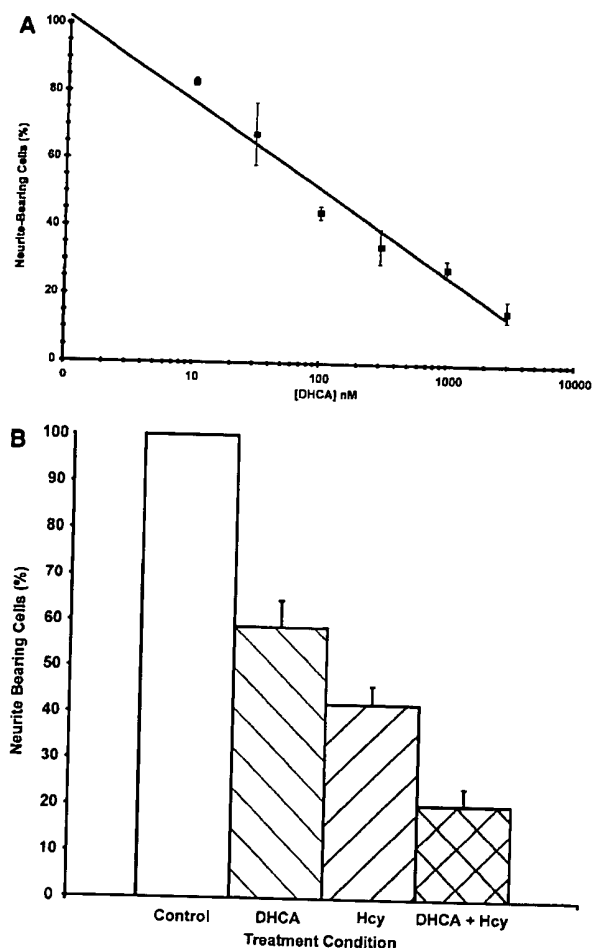 A
100
80
60
40
20
0
Neurite-Bearing Cells (%)
0 10 100 1000 10000
[DHCA] nM
B
100
90
80
70
60
50
40
30
20
10
0
Neurite Bearing Cells (%)
Control DHCA Hcy DHCA + Hcy
Treatment Condition